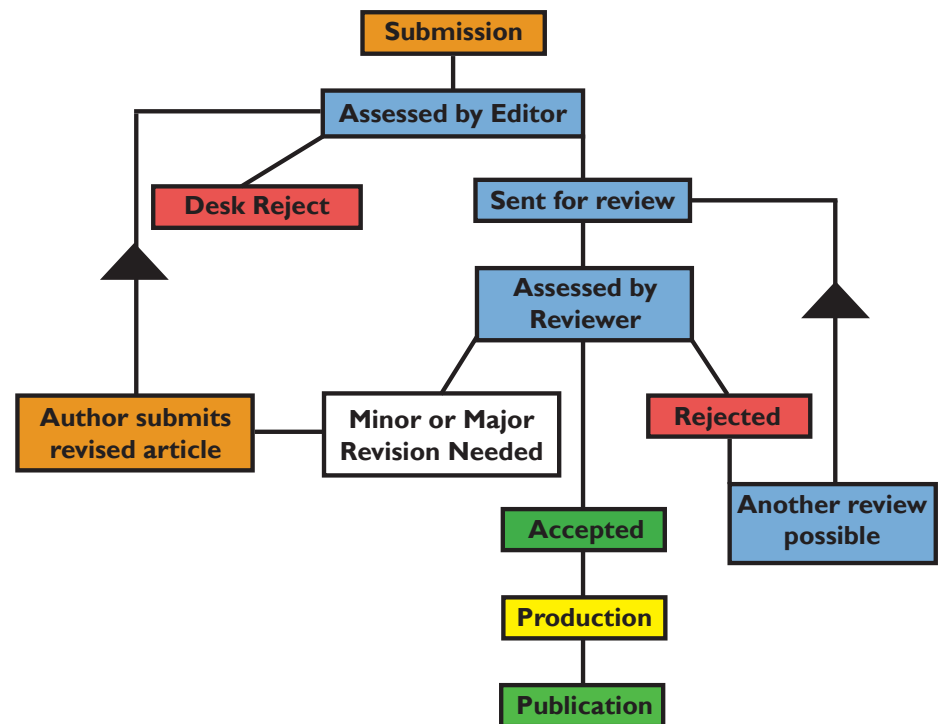 Submission
Assessed by Editor
Desk Reject
Sent for review
Assessed by
Reviewer
Author submits
revised article
Minor or Major
Revision Needed
Rejected
Another review
possible
Accepted
Production
Publication